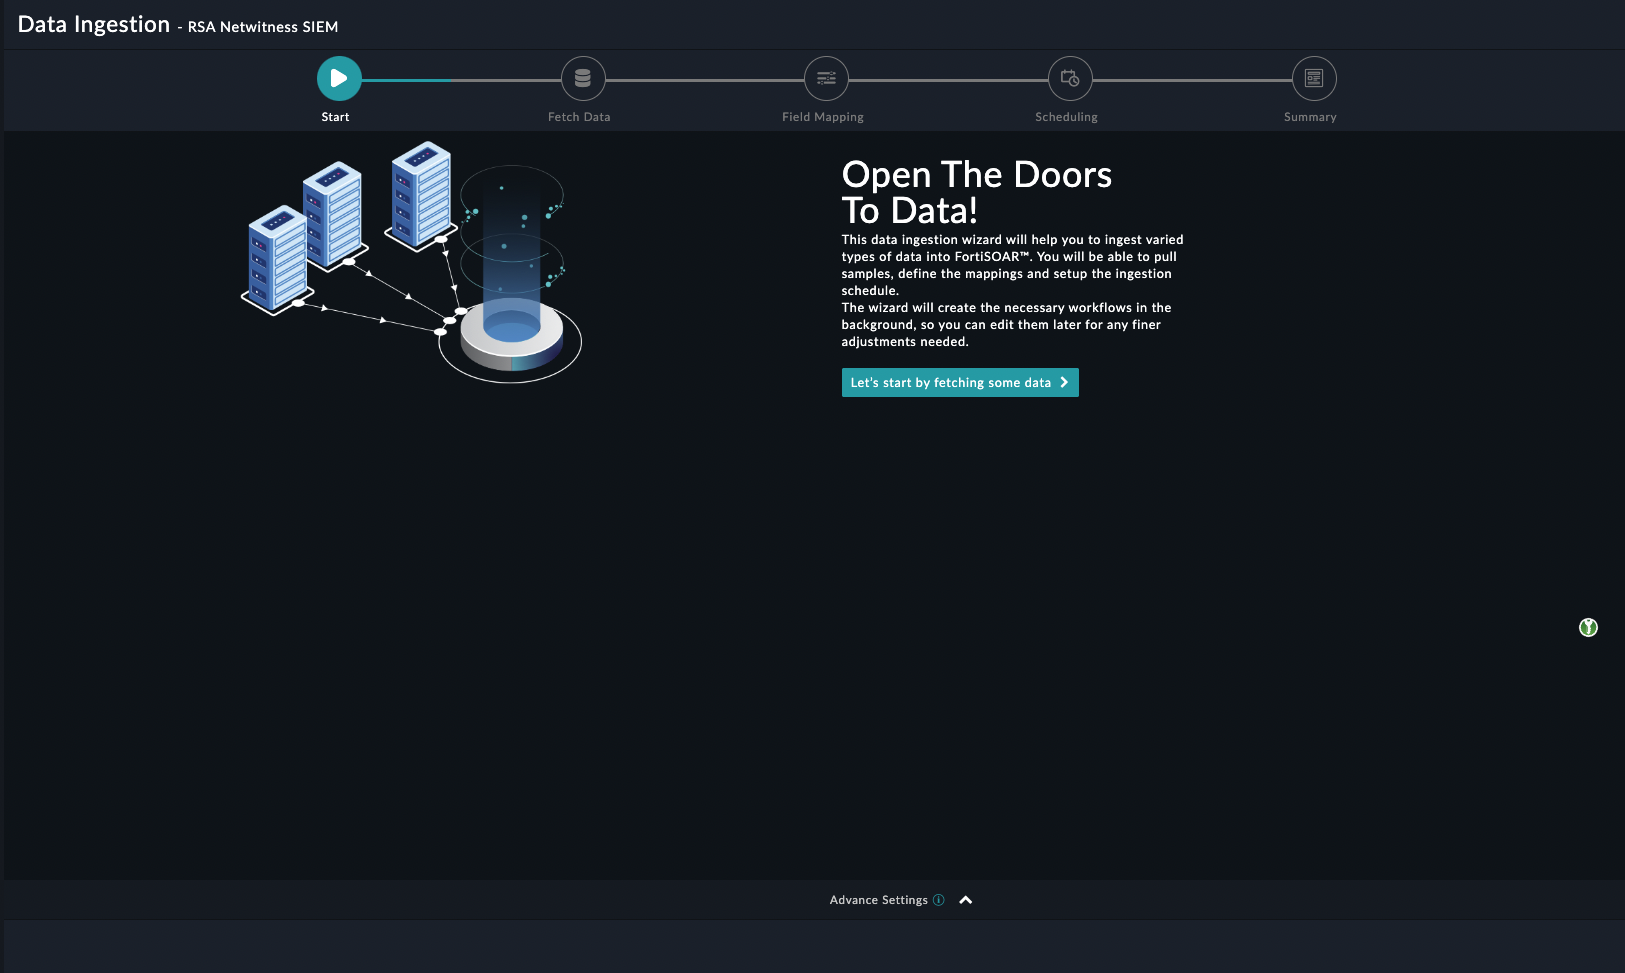 Data Ingestion - RSA Netwitness SIEM
Start
Fetch Data
Field Mapping
Scheduling
Summary
Open The Doors
To Data!
This data ingestion wizard will help you to ingest varied
types of data into FortiSOAR™. You will be able to pull
samples, define the mappings and setup the ingestion
schedule.
The wizard will create the necessary workflows in the
background, so you can edit them later for any finer
adjustments needed.
Let's start by fetching some data
Advance Settings